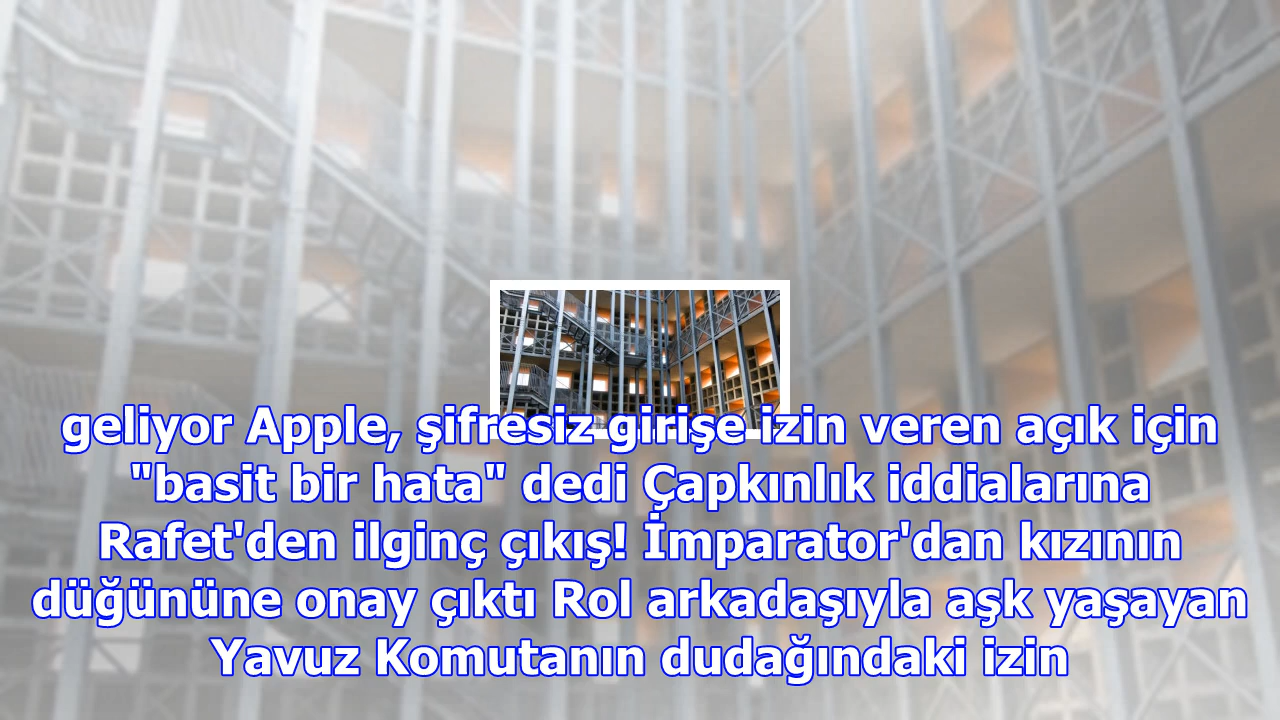 geliyor Apple, şifresiz girişe izin veren açık için
"basit bir hata" dedi Çapkınlık iddialarına
Rafet'den ilginç çıkış! İmparator'dan kızının
düğününe onay çıktı Rol arkadaşıyla aşk yaşayan
Yavuz Komutanın dudağındaki izin